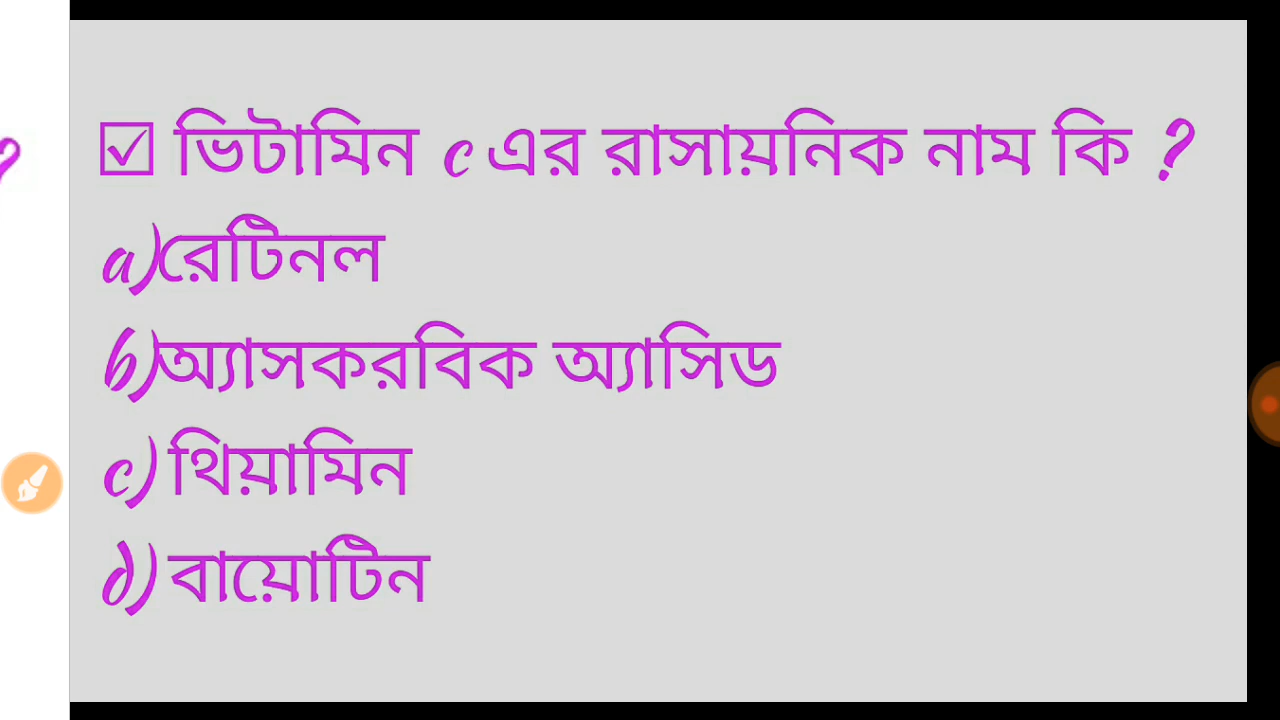 ☑ ভিটামিন c এর রাসায়নিক নাম কি ?
a)রেটিনল
b)অ্যাসকরবিক অ্যাসিড
c) থিয়ামিন
d) বায়োটিন